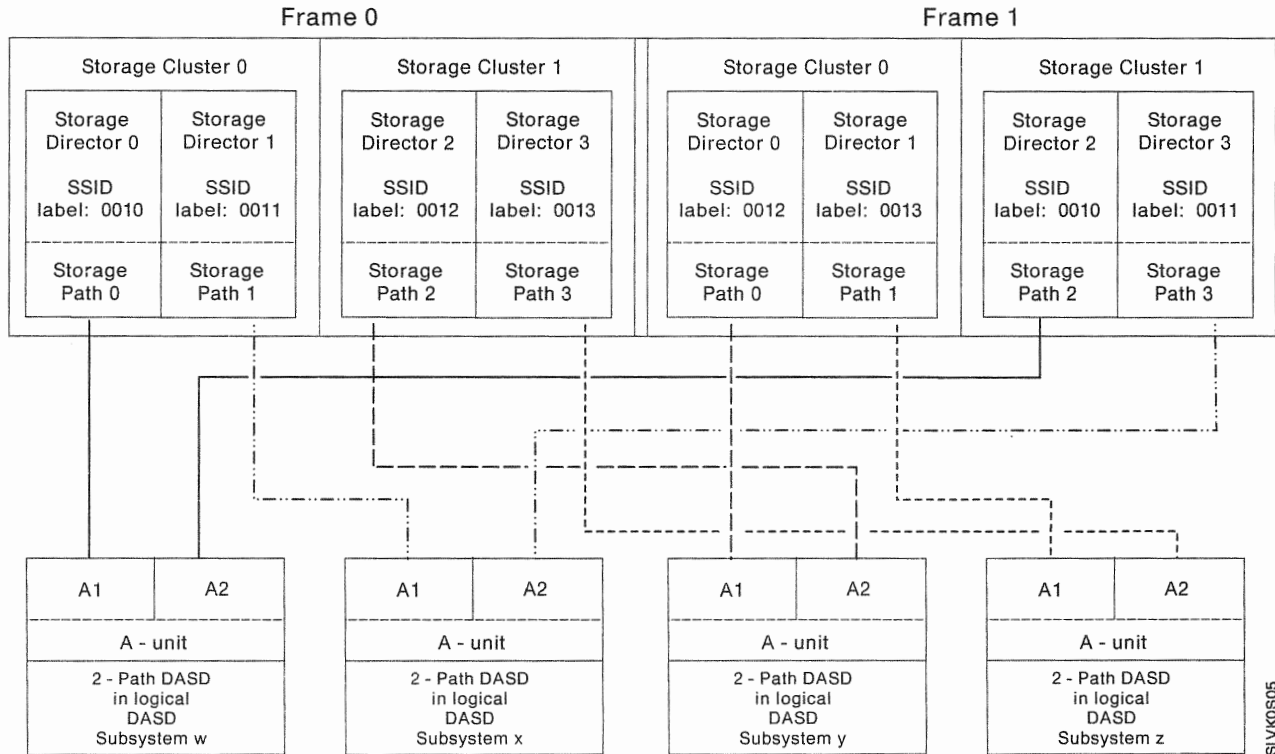 Frame 0
Frame 1
Storage Cluster 0
Storage Cluster 1
Storage Cluster 0
Storage Cluster 1
Storage
Director 0
SSID
label: 0010
Storage
Path 0
Storage
Director 1
SSID
label: 0011
Storage
Path 1
Storage
Director 2
SSID
label: 0012
Storage
Path 2
Storage
Director 3
SSID
label: 0013
Storage
Path 3
Storage
Director 0
SSID
label: 0012
Storage
Path 0
Storage
Director 1
SSID
label: 0013
Storage
Path 1
Storage
Director 2
SSID
label: 0010
Storage
Path 2
Storage
Director 3
SSID
label: 0011
Storage
Path 3
A1
A2
A - unit
2 - Path DASD
in logical
DASD
Subsystem w
A1
A2
A - unit
2 - Path DASD
in logical
DASD
Subsystem x
A1
A2
A - unit
2 - Path DASD
in logical
DASD
Subsystem y
A1
A2
A - unit
2 - Path DASD
in logical
DASD
Subsystem z
SLVK0S05